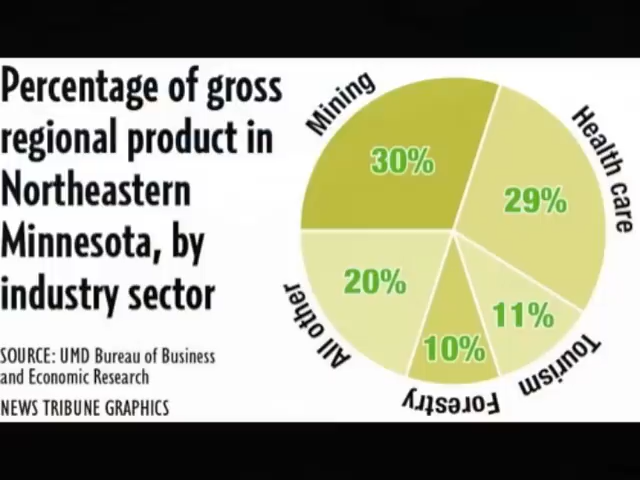 Percentage of gross
regional product in
Northeastern
Minnesota, by
industry sector
SOURCE: UMD Bureau of Business
and Economic Research
NEWS TRIBUNE GRAPHICS
Mining
30%
Health care
29%
Tourism
11%
Forestry
10%
All other
20%